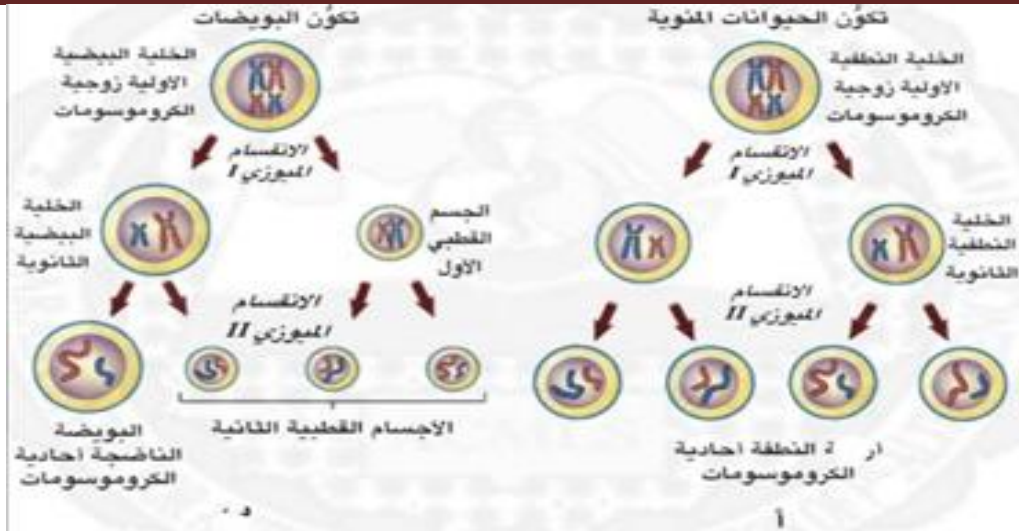 تكوّن الحيوانات المنوية
الخلية النطفية
الاولية زوجية
الكروموسومات
الانقسام
الميوزي I
الخلية
النطفية
الثانوية
الانقسام
الميوزي II
ار ة النطفة احادية
الكروموسومات
أ
تكوّن البويضات
الخلية البيضية
الاولية زوجية
الكروموسومات
الانقسام
الميوزي I
الخلية
البيضية
الثانوية
الجسم
القطبي
الأول
الانقسام
الميوزي II
الاجسام القطبية الثانية
البويضة
الناضجة احادية
الكروموسومات